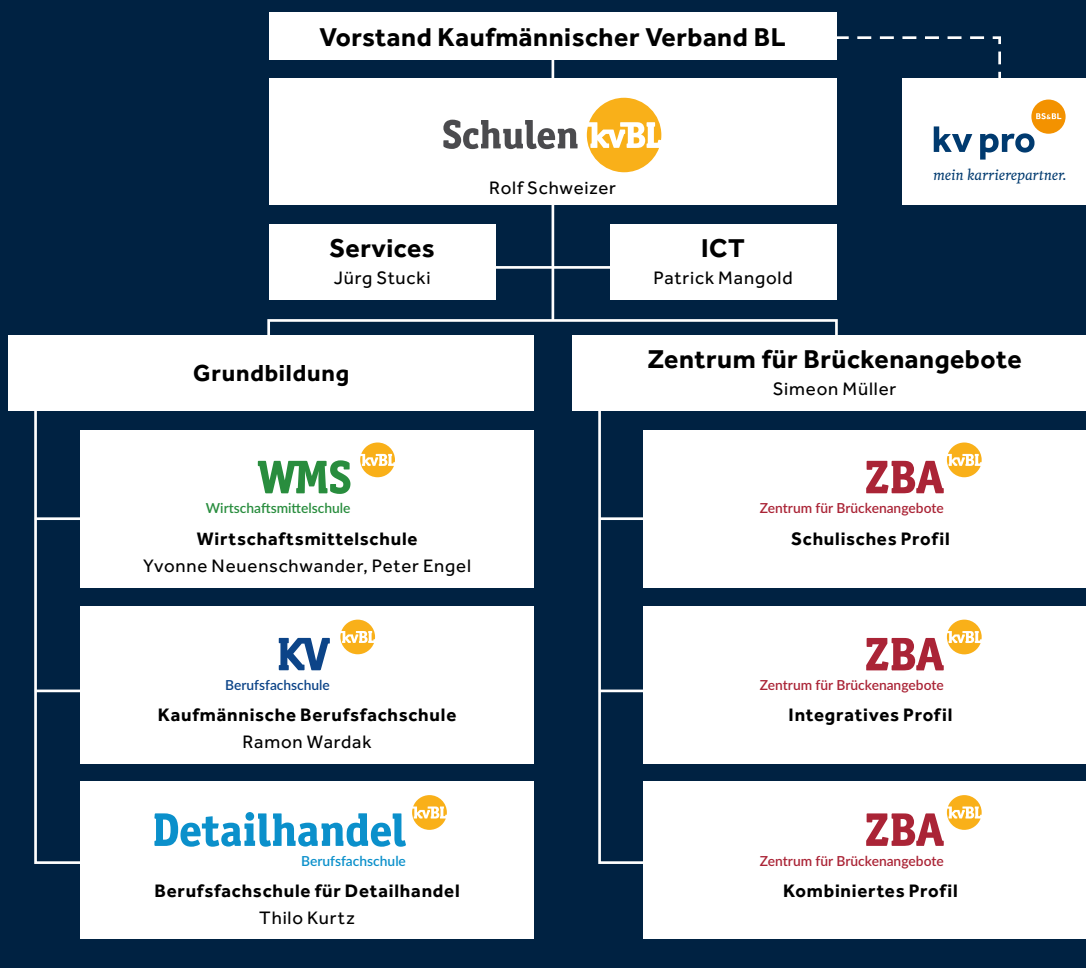 Vorstand Kaufmännischer Verband BL
Schulen kvBL
Rolf Schweizer
BS&BL
kv pro
mein karrierepartner.
Services
Jürg Stucki
ICT
Patrick Mangold
Grundbildung
Zentrum für Brückenangebote
Simeon Müller
WMS kvBL
Wirtschaftsmittelschule
Wirtschaftsmittelschule
Yvonne Neuenschwander, Peter Engel
ZBA kvBL
Zentrum für Brückenangebote
Schulisches Profil
KV kvBL
Berufsfachschule
Kaufmännische Berufsfachschule
Ramon Wardak
ZBA kvBL
Zentrum für Brückenangebote
Integratives Profil
Detailhandel kvBL
Berufsfachschule
Berufsfachschule für Detailhandel
Thilo Kurtz
ZBA kvBL
Zentrum für Brückenangebote
Kombiniertes Profil